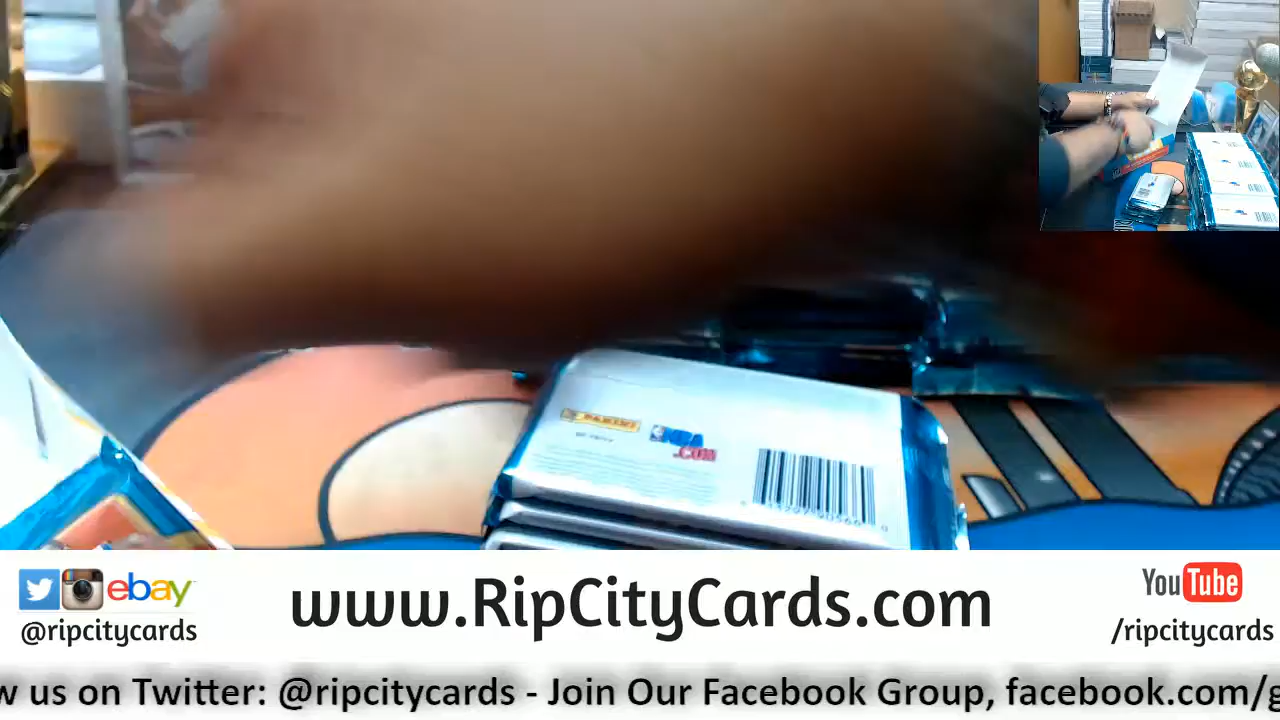 PANINI
NBA
.COM
ebay
@ripcitycards
www.RipCityCards.com
YouTube
/ripcitycards
w us on Twitter: @ripcitycards - Join Our Facebook Group, facebook.com/g